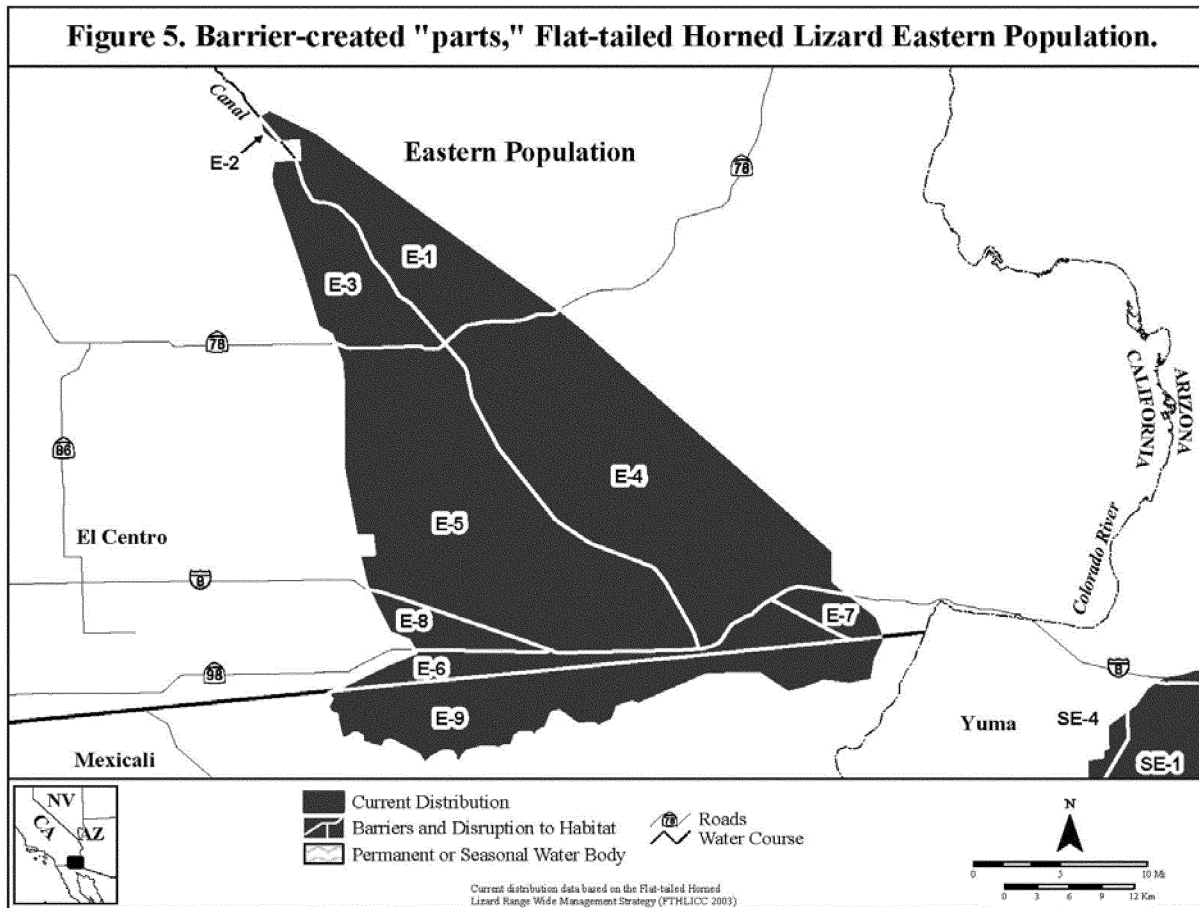 Figure 5. Barrier-created "parts," Flat-tailed Horned Lizard Eastern Population.
Canal
E-2
Eastern Population
78
E-1
E-3
78
CALIFORNIA
ARIZONA
86
E-4
E-5
El Centro
Colorado River
8
E-8
E-7
98
E-6
8
E-9
Yuma
SE-4
Mexicali
SE-1
NV
CA
AZ
Current Distribution
Barriers and Disruption to Habitat
Permanent or Seasonal Water Body
78 Roads
Water Course
N
0 5 10 Mi
0 3 6 9 12 Km
Current distribution data based on the Flat-tailed Horned
Lizard Range Wide Management Strategy (FTHLICC 2003)